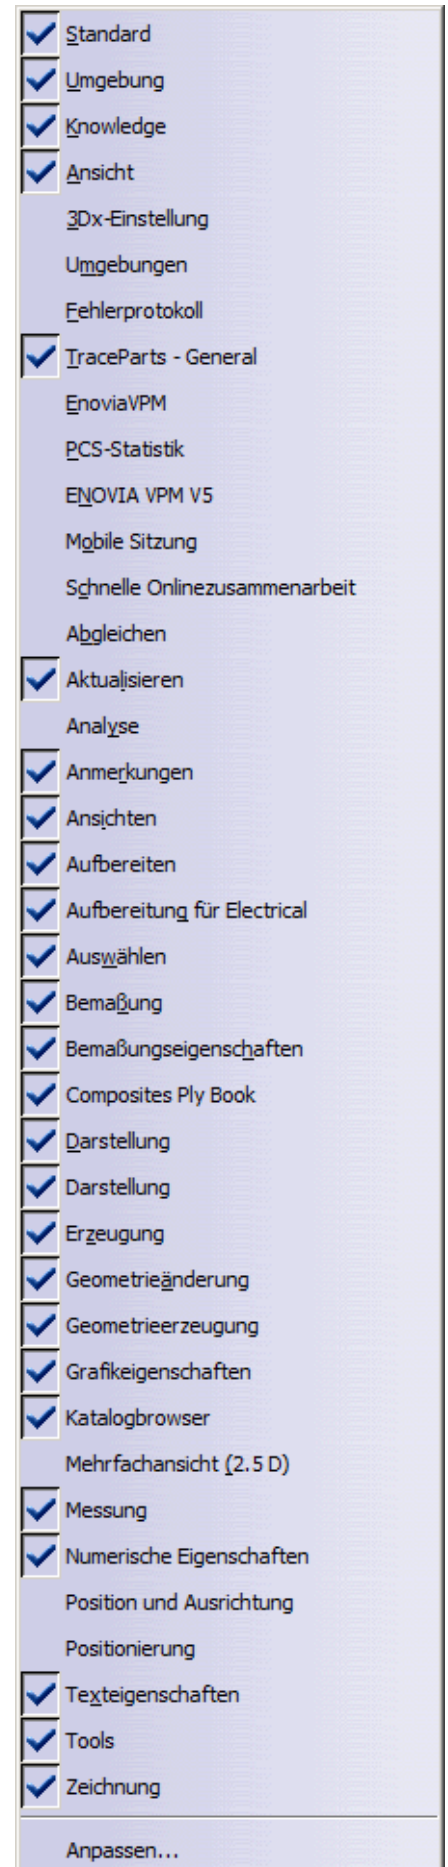 Standard
Umgebung
Knowledge
Ansicht
3Dx-Einstellung
Umgebungen
Fehlerprotokoll
TraceParts - General
EnoviaVPM
PCS-Statistik
ENOVIA VPM V5
Mobile Sitzung
Schnelle Onlinezusammenarbeit
Abgleichen
Aktualisieren
Analyse
Anmerkungen
Ansichten
Aufbereiten
Aufbereitung für Electrical
Auswählen
Bemaßung
Bemaßungseigenschaften
Composites Ply Book
Darstellung
Darstellung
Erzeugung
Geometrieänderung
Geometrieerzeugung
Grafikeigenschaften
Katalogbrowser
Mehrfachansicht (2.5 D)
Messung
Numerische Eigenschaften
Position und Ausrichtung
Positionierung
Texteigenschaften
Tools
Zeichnung
Anpassen...